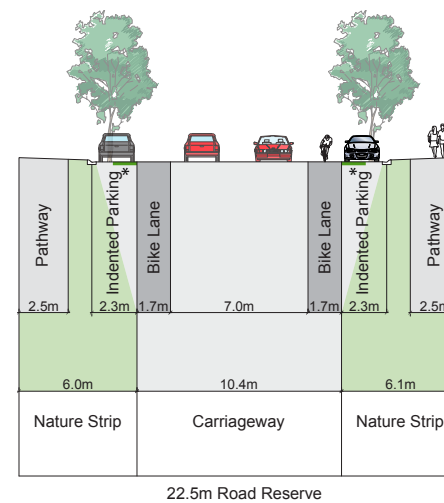 *
*
Pathway
Indented Parking
Bike Lane
Bike Lane
Indented Parking
Pathway
2.5m
2.3m
1.7m
7.0m
1.7m
2.3m
2.5m
6.0m
10.4m
6.1m
Nature Strip
Carriageway
Nature Strip
22.5m Road Reserve